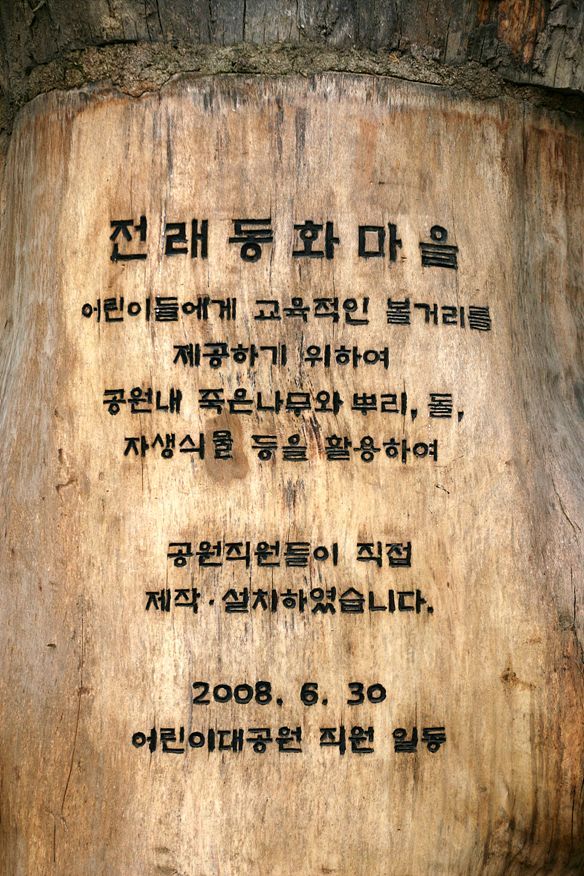 전래동화마을
어린이들에게 교육적인 볼거리를
제공하기 위하여
공원내 죽은나무와 뿌리, 돌,
자생식물 등을 활용하여
공원직원들이 직접
제작·설치하였습니다.
2008. 6. 30
어린이대공원 직원 일동